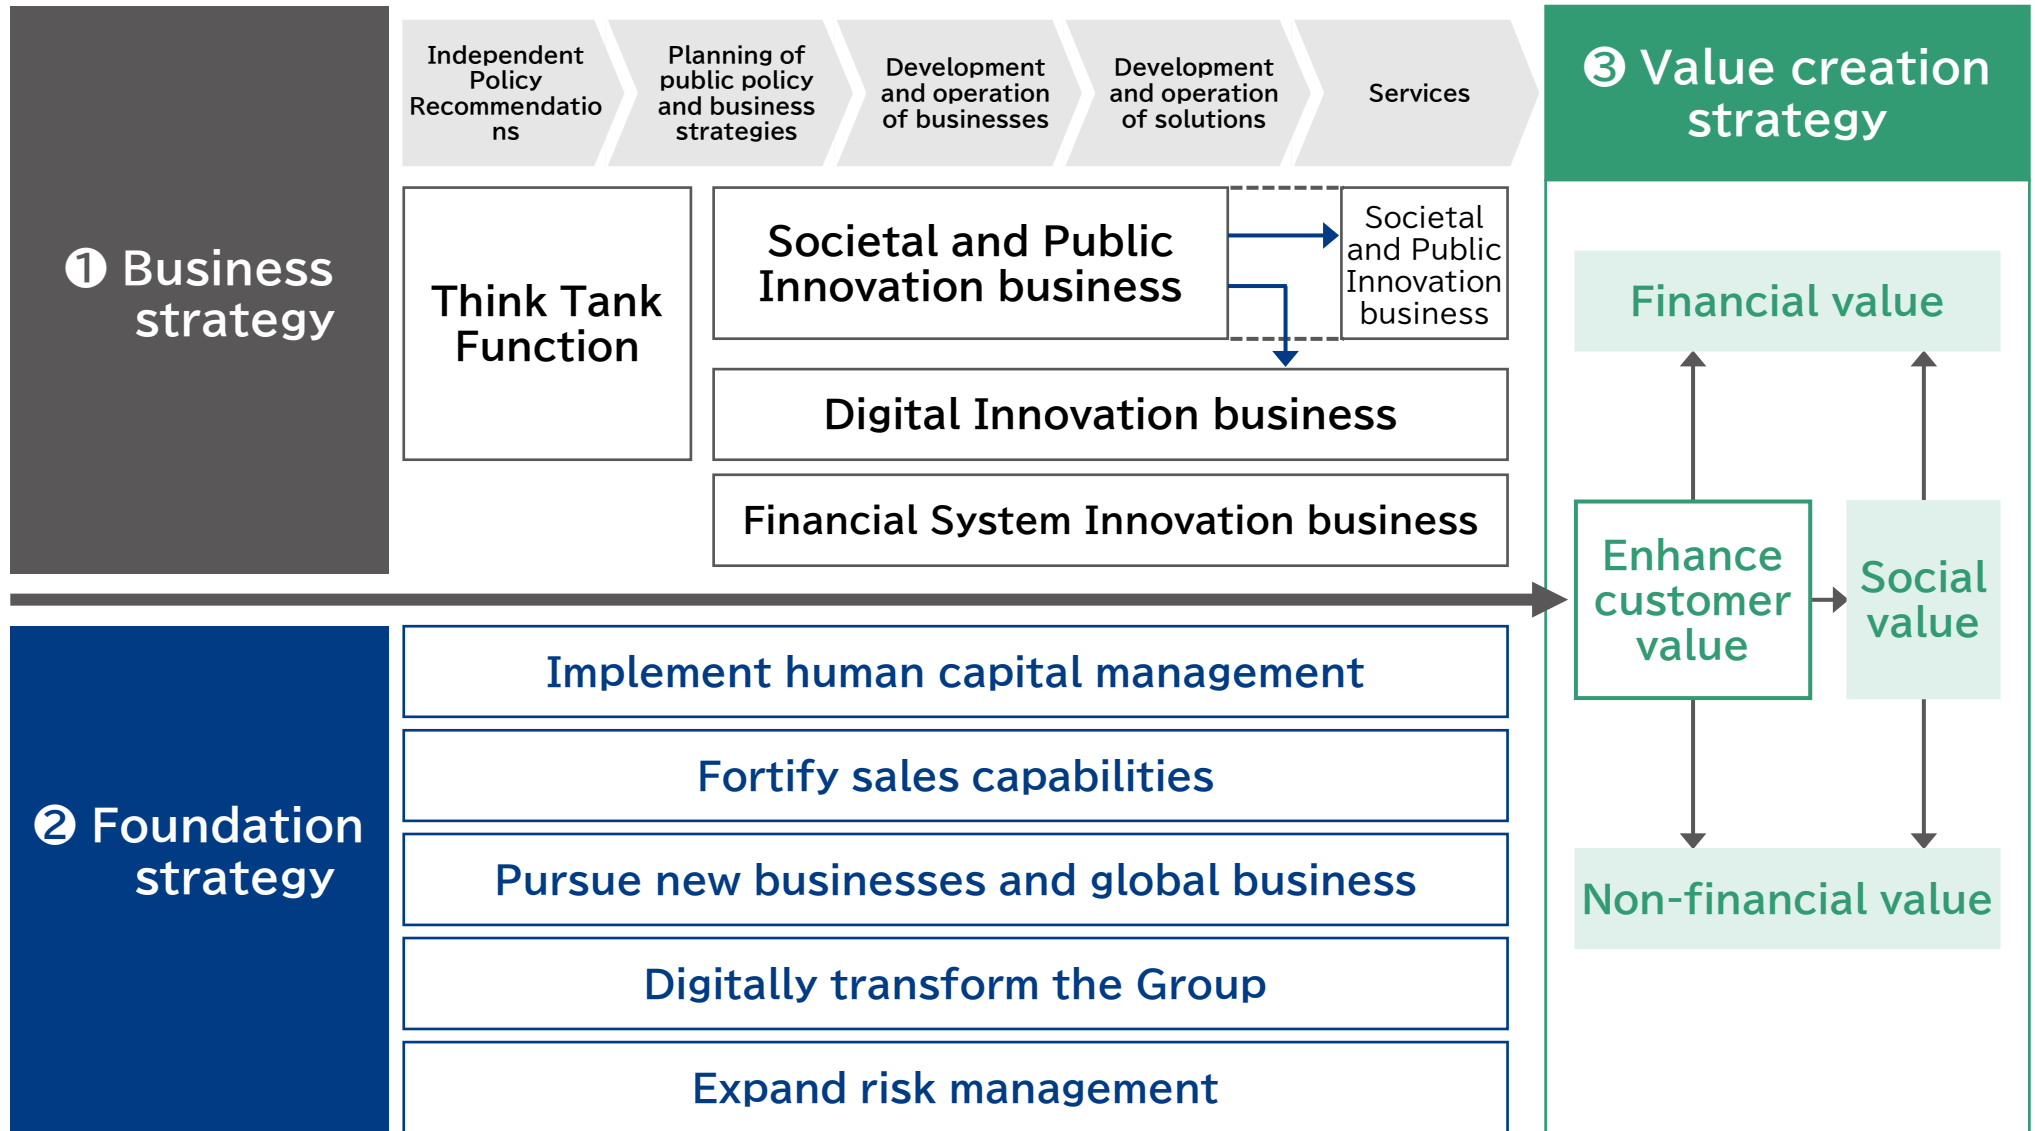 ❶ Business
strategy
Independent
Policy
Recommendatio
ns
Planning of
public policy
and business
strategies
Development
and operation
of businesses
Development
and operation
of solutions
Services
Think Tank
Function
Societal and Public
Innovation business
Societal
and Public
Innovation
business
Digital Innovation business
Financial System Innovation business
❷ Foundation
strategy
Implement human capital management
Fortify sales capabilities
Pursue new businesses and global business
Digitally transform the Group
Expand risk management
❸ Value creation
strategy
Financial value
Enhance
customer
value
Social
value
Non-financial value